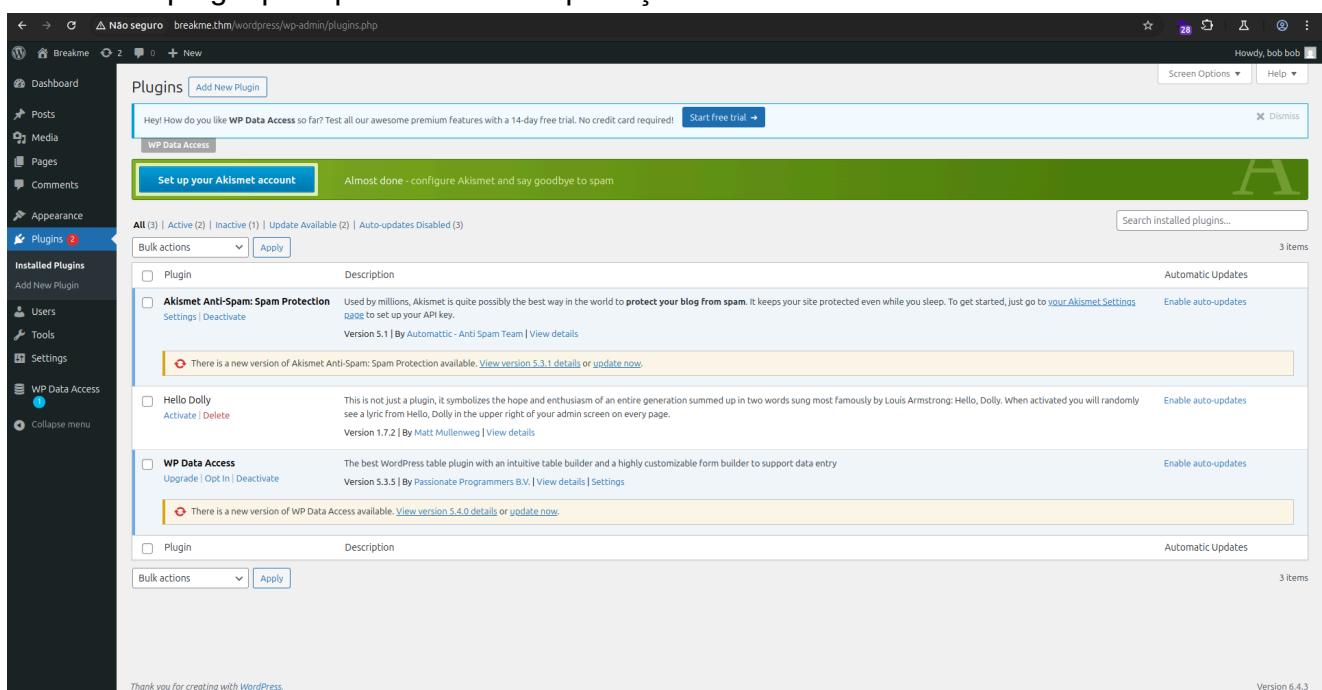 Não seguro breakme.thm/wordpress/wp-admin/plugins.php 28
Breakme 2 0 + New Howdy, bob bob
Screen Options ▼ Help ▼
Dashboard
Posts
Media
Pages
Comments
Appearance
Plugins 2
Installed Plugins
Add New Plugin
Users
Tools
Settings
WP Data Access
1
Collapse menu
Plugins Add New Plugin
Hey! How do you like WP Data Access so far? Test all our awesome premium features with a 14-day free trial. No credit card required! Start free trial → Dismiss
WP Data Access
Set up your Akismet account Almost done - configure Akismet and say goodbye to spam A
All (3) | Active (2) | Inactive (1) | Update Available (2) | Auto-updates Disabled (3)
Search installed plugins...
Bulk actions Apply 3 items
Plugin Description Automatic Updates
Akismet Anti-Spam: Spam Protection Used by millions, Akismet is quite possibly the best way in the world to protect your blog from spam. It keeps your site protected even while you sleep. To get started, just go to your Akismet Settings Enable auto-updates
Settings | Deactivate page to set up your API key.
Version 5.1 | By Automattic - Anti Spam Team | View details
There is a new version of Akismet Anti-Spam: Spam Protection available. View version 5.3.1 details or update now.
Hello Dolly This is not just a plugin, it symbolizes the hope and enthusiasm of an entire generation summed up in two words sung most famously by Louis Armstrong: Hello, Dolly. When activated you will randomly Enable auto-updates
Activate | Delete see a lyric from Hello, Dolly in the upper right of your admin screen on every page.
Version 1.7.2 | By Matt Mullenweg | View details
WP Data Access The best WordPress table plugin with an intuitive table builder and a highly customizable form builder to support data entry Enable auto-updates
Upgrade | Opt In | Deactivate Version 5.3.5 | By Passionate Programmers B.V. | View details | Settings
There is a new version of WP Data Access available. View version 5.4.0 details or update now.
Plugin Description Automatic Updates
Bulk actions Apply 3 items
Thank you for creating with WordPress. Version 6.4.3